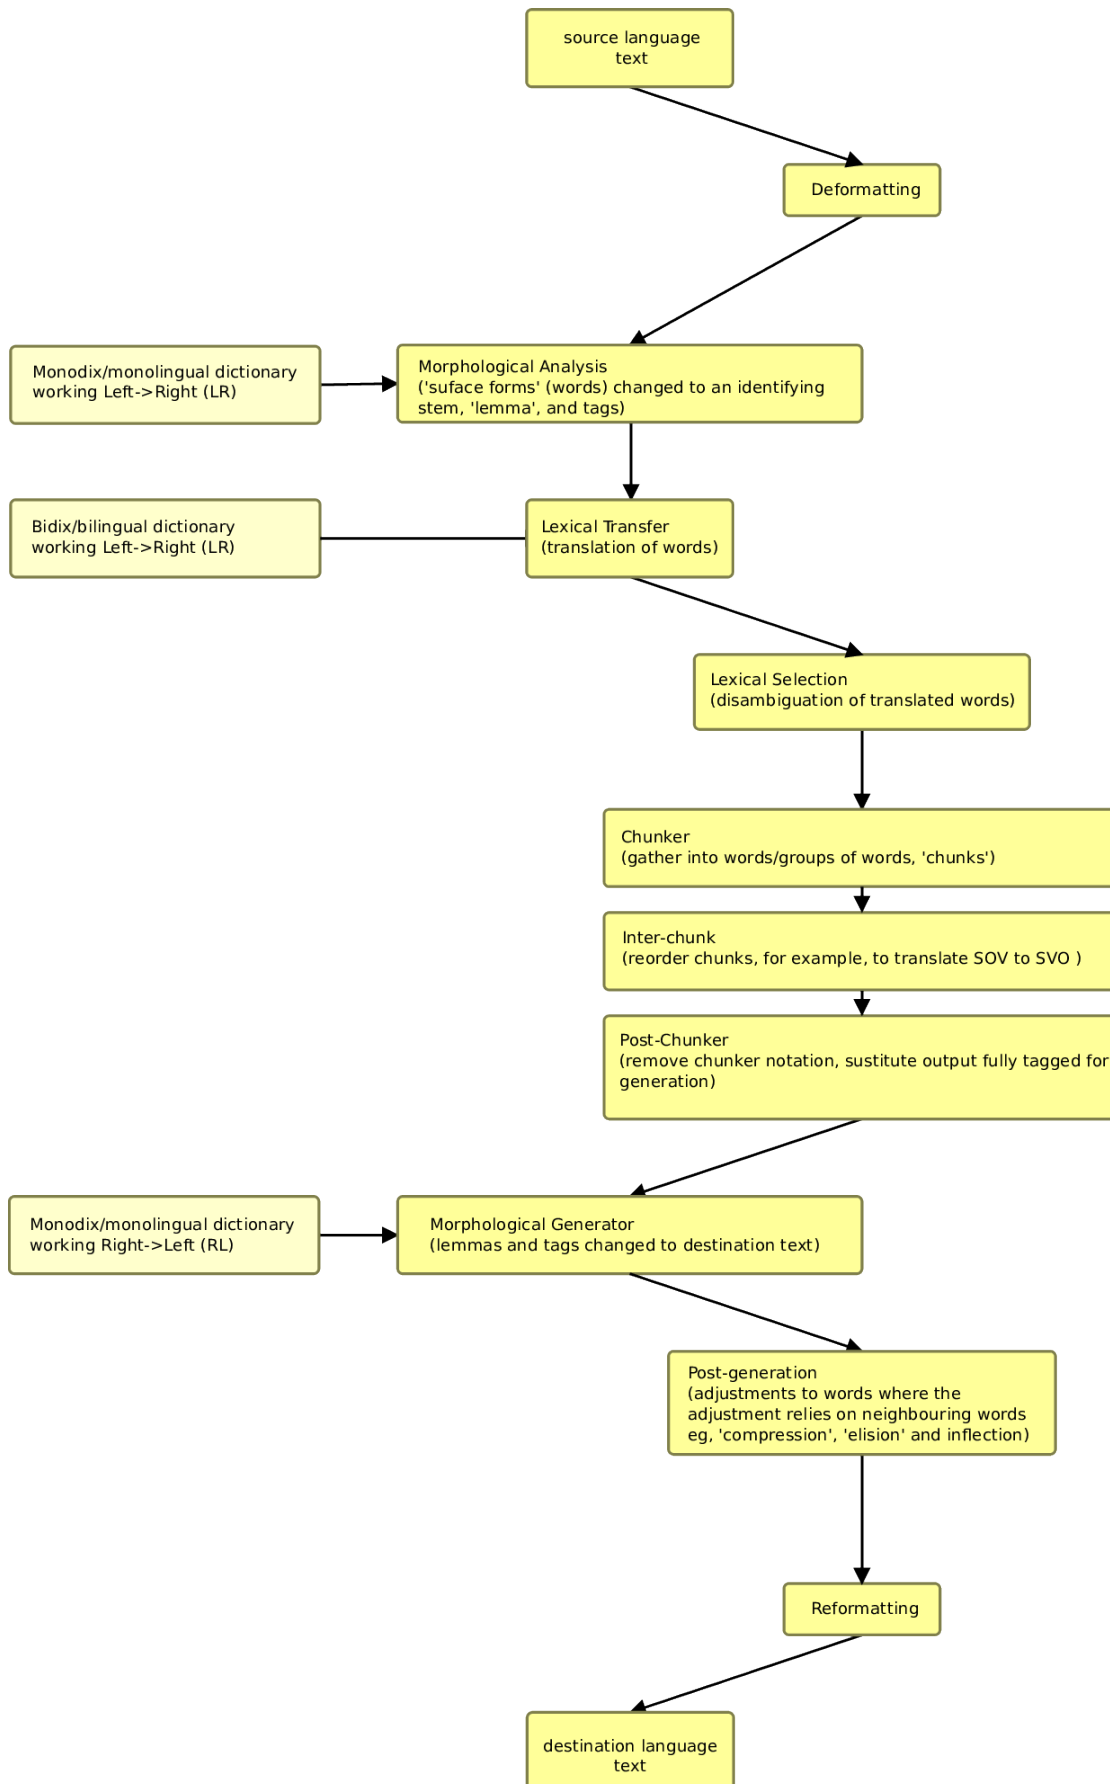 source language
text
Deformatting
Monodix/monolingual dictionary
working Left->Right (LR)
Morphological Analysis
('suface forms' (words) changed to an identifying
stem, 'lemma', and tags)
Bidix/bilingual dictionary
working Left->Right (LR)
Lexical Transfer
(translation of words)
Lexical Selection
(disambiguation of translated words)
Chunker
(gather into words/groups of words, 'chunks')
Inter-chunk
(reorder chunks, for example, to translate SOV to SVO )
Post-Chunker
(remove chunker notation, sustitute output fully tagged for
generation)
Monodix/monolingual dictionary
working Right->Left (RL)
Morphological Generator
(lemmas and tags changed to destination text)
Post-generation
(adjustments to words where the
adjustment relies on neighbouring words
eg, 'compression', 'elision' and inflection)
Reformatting
destination language
text